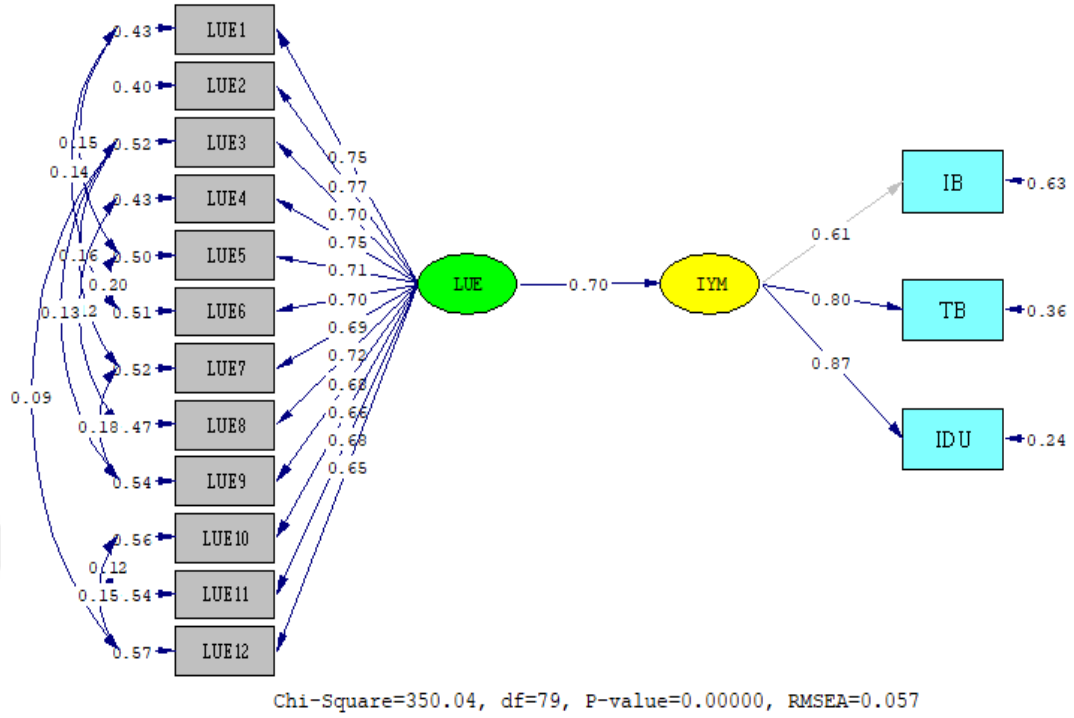 0.43 LUE1
0.40 LUE2
0.15
0.52 LUE3
0.75
0.14
0.77
IB 0.63
0.43 LUE4
0.70
0.75
0.61
0.16
0.50 LUE5
0.71
0.20
LUE 0.70 IYM
0.13
0.51 LUE6
0.70
0.80
TB 0.36
0.69
0.52 LUE7
0.72
0.87
0.09
0.18 .47 LUE8
0.68
IDU 0.24
0.54 LUE9
0.65
0.56 LUE10
0.12
0.15 .54 LUE11
0.57 LUE12
Chi-Square=350.04, df=79, P-value=0.00000, RMSEA=0.057